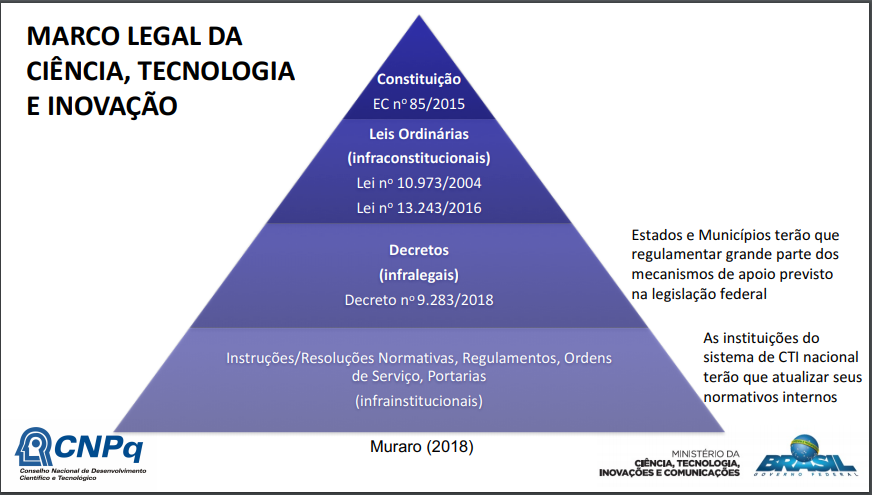 MARCO LEGAL DA
CIÊNCIA, TECNOLOGIA
E INOVAÇÃO
Constituição
EC nº 85/2015
Leis Ordinárias
(infraconstitucionais)
Lei nº 10.973/2004
Lei nº 13.243/2016
Decretos
(infralegais)
Decreto nº 9.283/2018
Estados e Municípios terão que
regulamentar grande parte dos
mecanismos de apoio previsto
na legislação federal
Instruções/Resoluções Normativas, Regulamentos, Ordens
de Serviço, Portarias
(infrainstitucionais)
As instituições do
sistema de CTI nacional
terão que atualizar seus
normativos internos
CNPq
Conselho Nacional de Desenvolvimento
Científico e Tecnológico
Muraro (2018)
MINISTÉRIO DA
CIÊNCIA, TECNOLOGIA,
INOVAÇÕES E COMUNICAÇÕES
BRASIL
GOVERNO FEDERAL